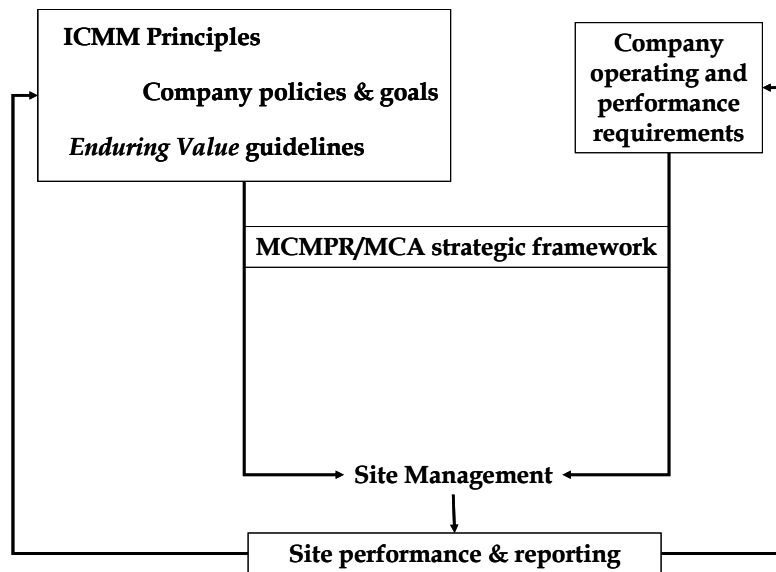 ICMM Principles
Company policies & goals
Enduring Value guidelines
Company
operating and
performance
requirements
MCMPR/MCA strategic framework
Site Management
Site performance & reporting